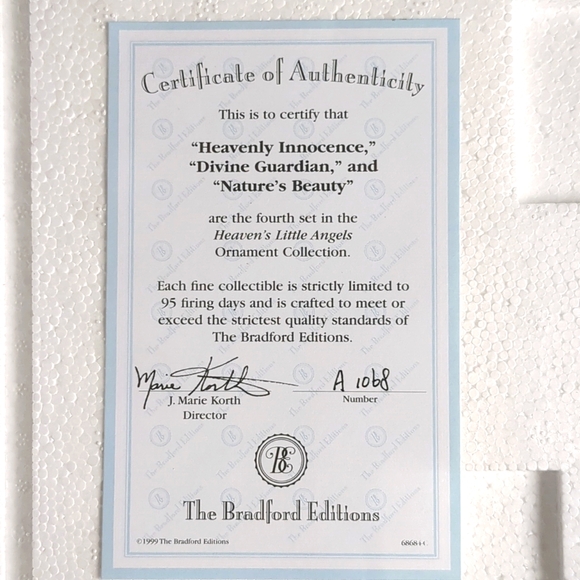 Certificate of Authenticity
This is to certify that
“Heavenly Innocence,”
“Divine Guardian,” and
“Nature’s Beauty”
are the fourth set in the
Heaven’s Little Angels
Ornament Collection.
Each fine collectible is strictly limited to
95 firing days and is crafted to meet or
exceed the strictest quality standards of
The Bradford Editions.
Marie Korth A 1068
J. Marie Korth Number
Director
BE
The Bradford Editions
©1999 The Bradford Editions 68684-C